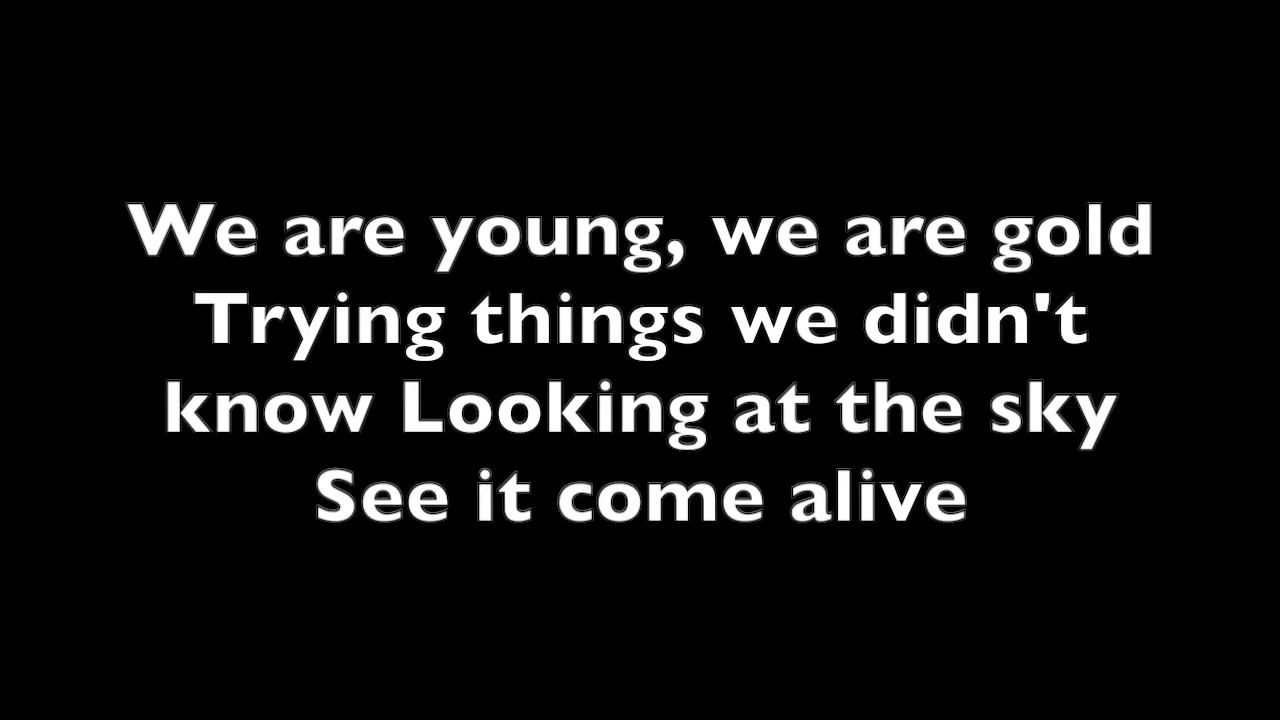 We are young, we are gold
Trying things we didn't
know Looking at the sky
See it come alive